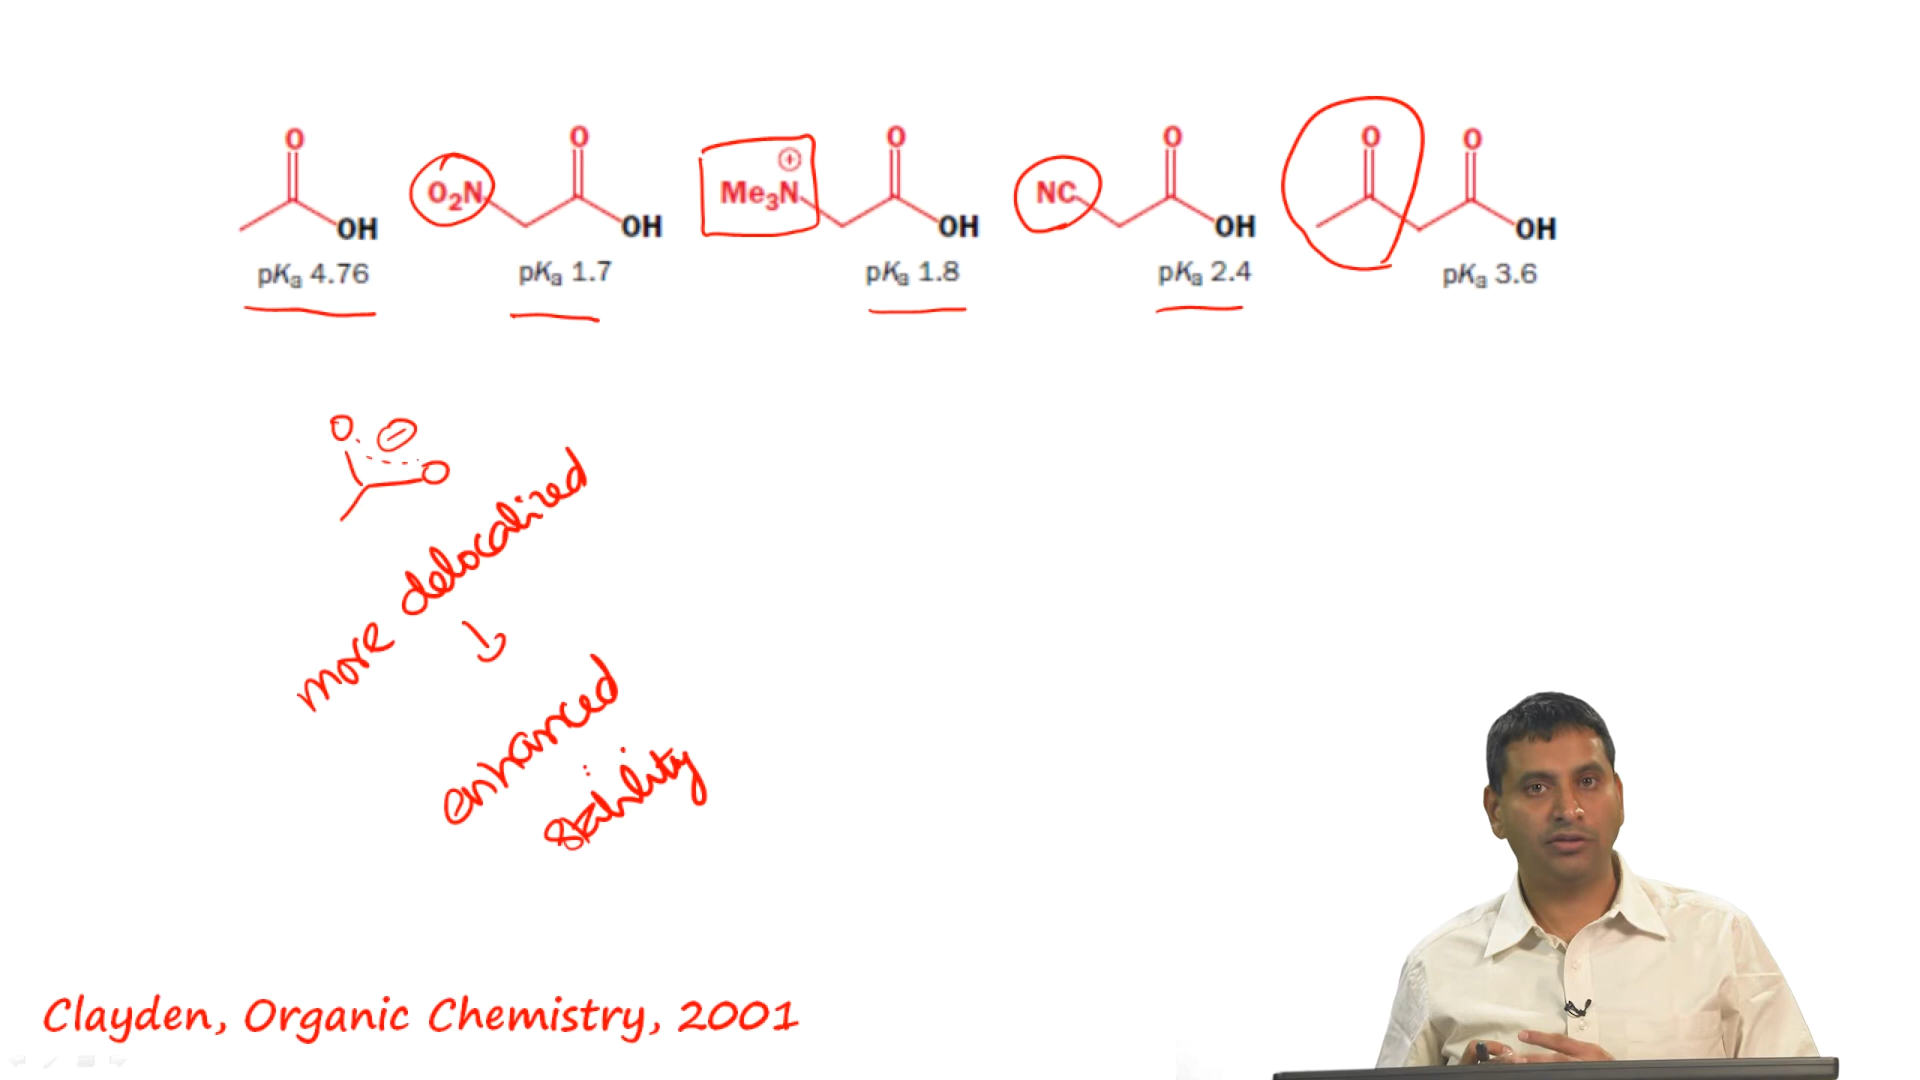 O O O O O O
O₂N Me₃N ⊕ NC
OH OH OH OH OH
pKa 4.76 pKa 1.7 pKa 1.8 pKa 2.4 pKa 3.6
O ⊖
O
more delocalized
enhanced
stability
Clayden, Organic Chemistry, 2001